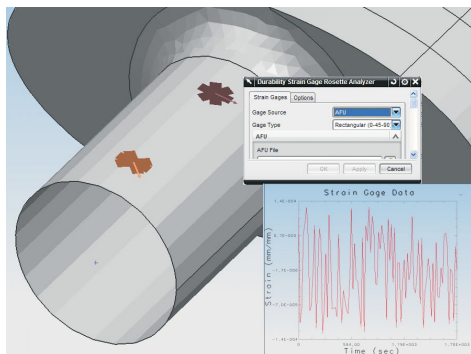 Durability Strain Gage Rosette Analyzer
Strain Gages Options
Gage Source AFU
Gage Type Rectangular (0-45-90
AFU
AFU File
OK Apply Cancel
Strain Gage Data
Strain (mm/mm)
0
Time (sec)